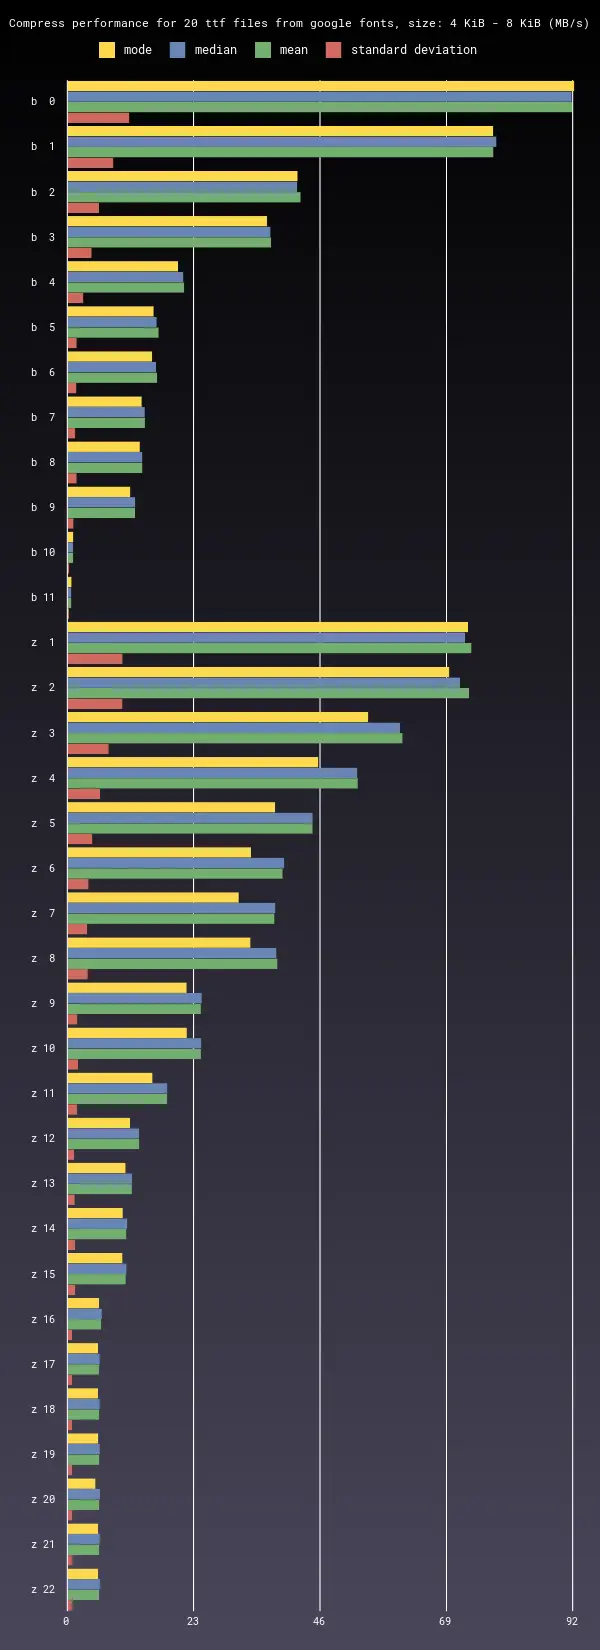 Compress performance for 20 ttf files from google fonts, size: 4 KiB - 8 KiB (MB/s)
mode median mean standard deviation
b 0
b 1
b 2
b 3
b 4
b 5
b 6
b 7
b 8
b 9
b 10
b 11
z 1
z 2
z 3
z 4
z 5
z 6
z 7
z 8
z 9
z 10
z 11
z 12
z 13
z 14
z 15
z 16
z 17
z 18
z 19
z 20
z 21
z 22
0 23 46 69 92